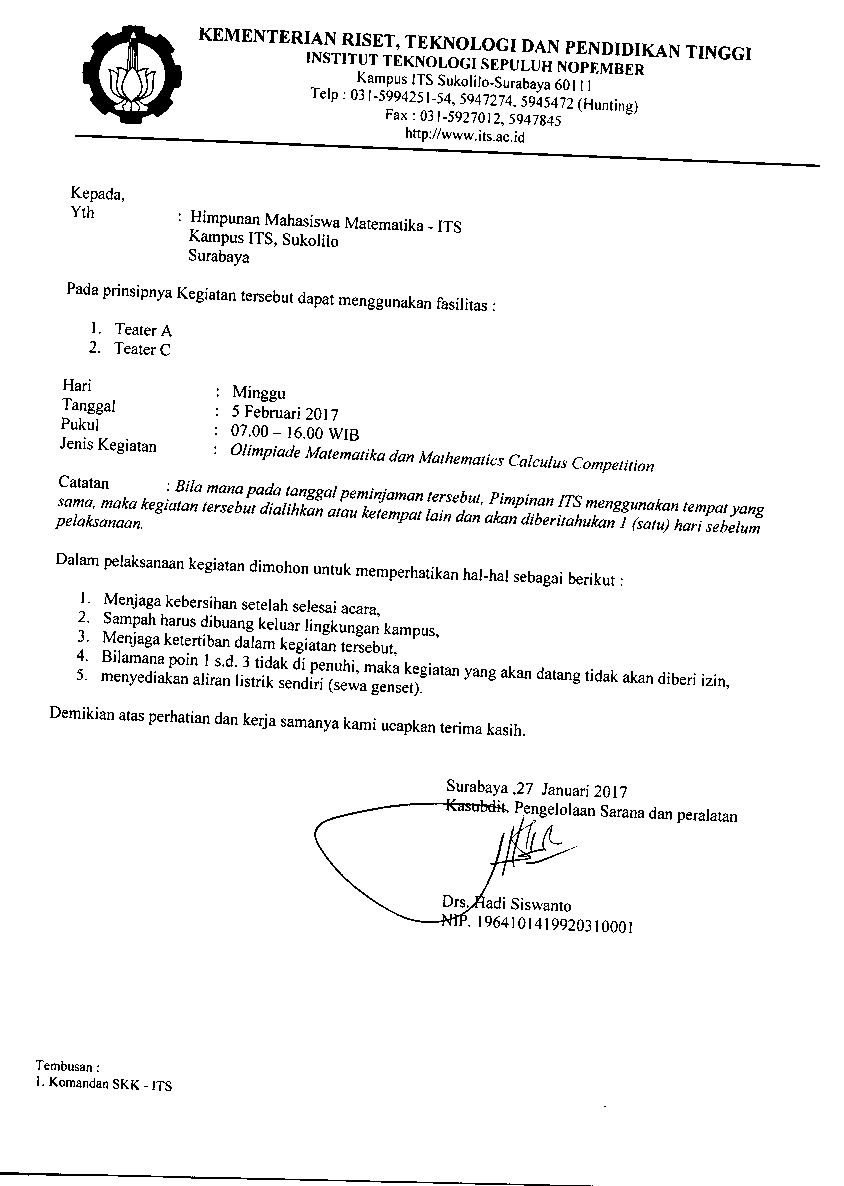 KEMENTERIAN RISET, TEKNOLOGI DAN PENDIDIKAN TINGGI
INSTITUT TEKNOLOGI SEPULUH NOPEMBER
Kampus ITS Sukolilo-Surabaya 60111
Telp : 031-5994251-54, 5947274, 5945472 (Hunting)
Fax : 031-5927012, 5947845
http://www.its.ac.id
Kepada,
Yth : Himpunan Mahasiswa Matematika - ITS
Kampus ITS, Sukolilo
Surabaya
Pada prinsipnya Kegiatan tersebut dapat menggunakan fasilitas :
1. Teater A
2. Teater C
Hari : Minggu
Tanggal : 5 Februari 2017
Pukul : 07.00 – 16.00 WIB
Jenis Kegiatan : Olimpiade Matematika dan Mathematics Calculus Competition
Catatan : Bila mana pada tanggal peminjaman tersebut, Pimpinan ITS menggunakan tempat yang
sama, maka kegiatan tersebut dialihkan atau ketempat lain dan akan diberitahukan 1 (satu) hari sebelum
pelaksanaan.
Dalam pelaksanaan kegiatan dimohon untuk memperhatikan hal-hal sebagai berikut :
1. Menjaga kebersihan setelah selesai acara,
2. Sampah harus dibuang keluar lingkungan kampus,
3. Menjaga ketertiban dalam kegiatan tersebut,
4. Bilamana poin 1 s.d. 3 tidak di penuhi, maka kegiatan yang akan datang tidak akan diberi izin,
5. menyediakan aliran listrik sendiri (sewa genset).
Demikian atas perhatian dan kerja samanya kami ucapkan terima kasih.
Surabaya ,27 Januari 2017
Kasubdit. Pengelolaan Sarana dan peralatan
Drs. Hadi Siswanto
NIP. 196410141992031​0001
Tembusan :
1. Komandan SKK - ITS